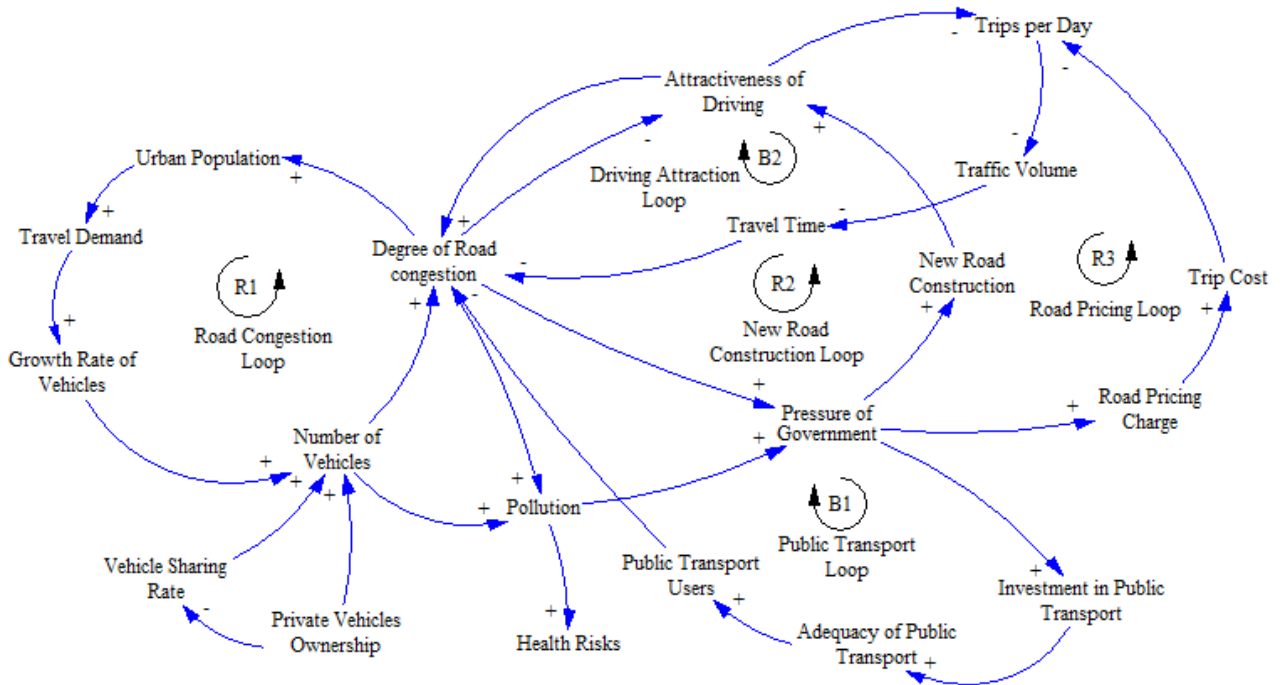 Trips per Day
-
-
Attractiveness of
Driving
+
-
B2
Driving Attraction
Loop
-
Urban Population
+
Traffic Volume
+
Travel Demand
Travel Time
-
+
Degree of Road
congestion
-
-
+
R1
Road Congestion
Loop
R2
New Road
Construction Loop
New Road
Construction
+
R3
Road Pricing Loop
Trip Cost
+
+
Growth Rate of
Vehicles
+
Pressure of
Government
+
+
Road Pricing
Charge
Number of
Vehicles
+
+
+
+
Pollution
+
B1
Public Transport
Loop
Vehicle Sharing
Rate
-
Private Vehicles
Ownership
+
Health Risks
Public Transport
Users
+
+
Investment in Public
Transport
Adequacy of Public
Transport
+